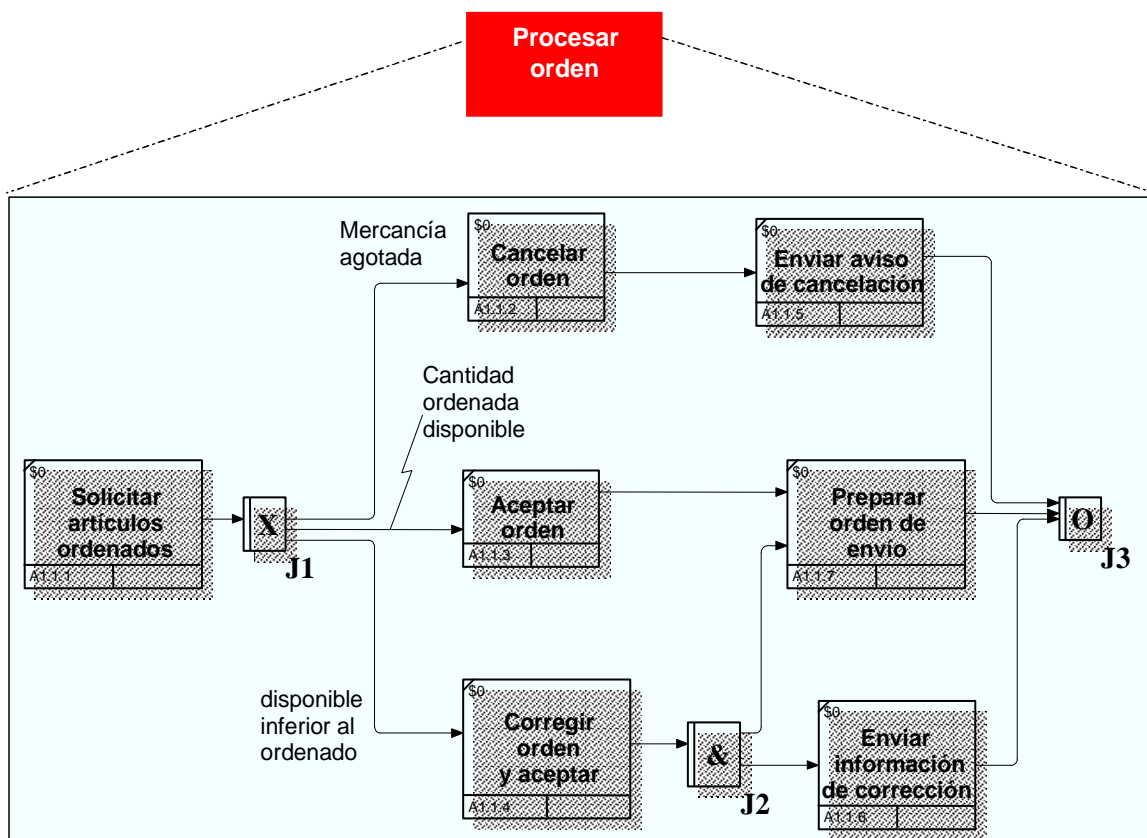 Procesar
orden
Mercancía
agotada
$0
Cancelar
orden
A1.1.2
$0
Enviar aviso
de cancelación
A1.1.5
Cantidad
ordenada
disponible
$0
Solicitar
artículos
ordenados
A1.1.1
X
J1
$0
Aceptar
orden
A1.1.3
$0
Preparar
orden de
envío
A1.1.7
O
J3
disponible
inferior al
ordenado
$0
Corregir
orden
y aceptar
A1.1.4
&
J2
$0
Enviar
información
de corrección
A1.1.6